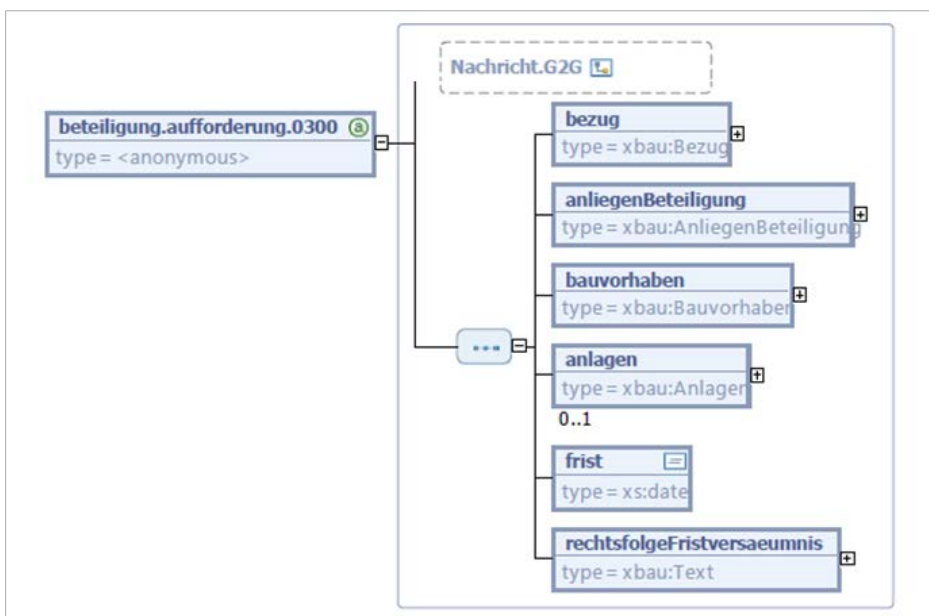 Nachricht.G2G
beteiligung.aufforderung.0300
type = <anonymous>
bezug
type = xbau:Bezug
anliegenBeteiligung
type = xbau:AnliegenBeteiligung
bauvorhaben
type = xbau:Bauvorhaben
anlagen
type = xbau:Anlagen
0..1
frist
type = xs:date
rechtsfolgeFristversaeumnis
type = xbau:Text